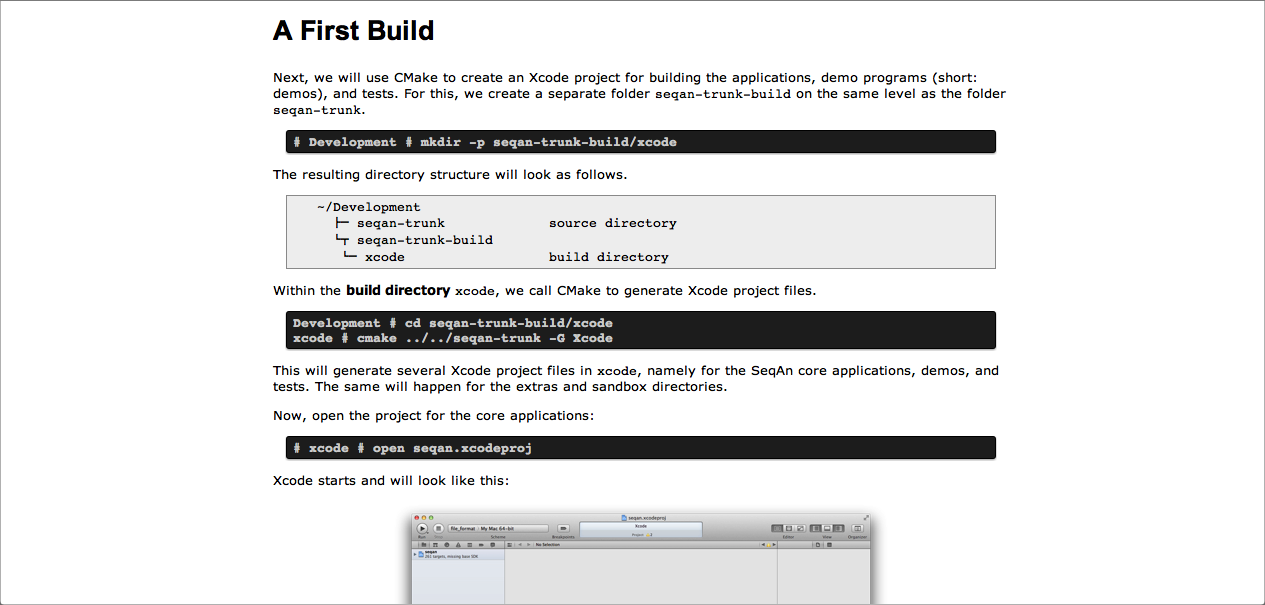 A First Build
Next, we will use CMake to create an Xcode project for building the applications, demo programs (short:
demos), and tests. For this, we create a separate folder seqan-trunk-build on the same level as the folder
seqan-trunk.
# Development # mkdir -p seqan-trunk-build/xcode
The resulting directory structure will look as follows.
~/Development
├─ seqan-trunk source directory
└┬ seqan-trunk-build
└─ xcode build directory
Within the build directory xcode, we call CMake to generate Xcode project files.
Development # cd seqan-trunk-build/xcode
xcode # cmake ../../seqan-trunk -G Xcode
This will generate several Xcode project files in xcode, namely for the SeqAn core applications, demos, and
tests. The same will happen for the extras and sandbox directories.
Now, open the project for the core applications:
# xcode # open seqan.xcodeproj
Xcode starts and will look like this:
seqan.xcodeproj
file_format My Mac 64-bit
Xcode
Run Stop Scheme Breakpoints
Project 2
Editor View Organizer
No Selection
seqan
262 targets, missing base SDK